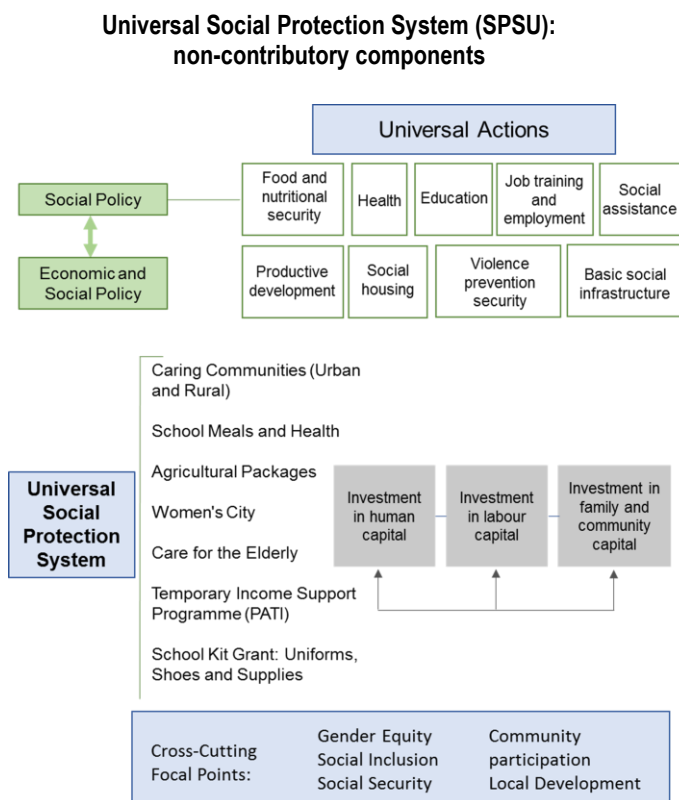 Universal Social Protection System (SPSU):
non-contributory components
Universal Actions
Social Policy
Economic and
Social Policy
Food and
nutritional
security
Health
Education
Job training
and
employment
Social
assistance
Productive
development
Social
housing
Violence
prevention
security
Basic social
infrastructure
Universal
Social
Protection
System
Caring Communities (Urban
and Rural)
School Meals and Health
Agricultural Packages
Women's City
Care for the Elderly
Temporary Income Support
Programme (PATI)
School Kit Grant: Uniforms,
Shoes and Supplies
Investment
in human
capital
Investment
in labour
capital
Investment in
family and
community
capital
Cross-Cutting
Focal Points:
Gender Equity
Social Inclusion
Social Security
Community
participation
Local Development